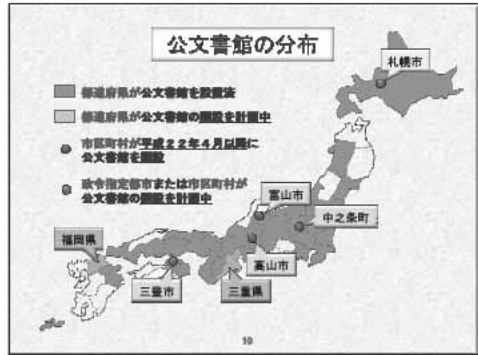 公文書館の分布
札幌市
都道府県が公文書館を設置済
都道府県が公文書館の開設を計画中
市区町村が平成22年4月以降に
公文書館を開設
政令指定都市または市区町村が
公文書館の開設を計画中
富山市
中之条町
福岡県
高山市
三豊市
三重県
10